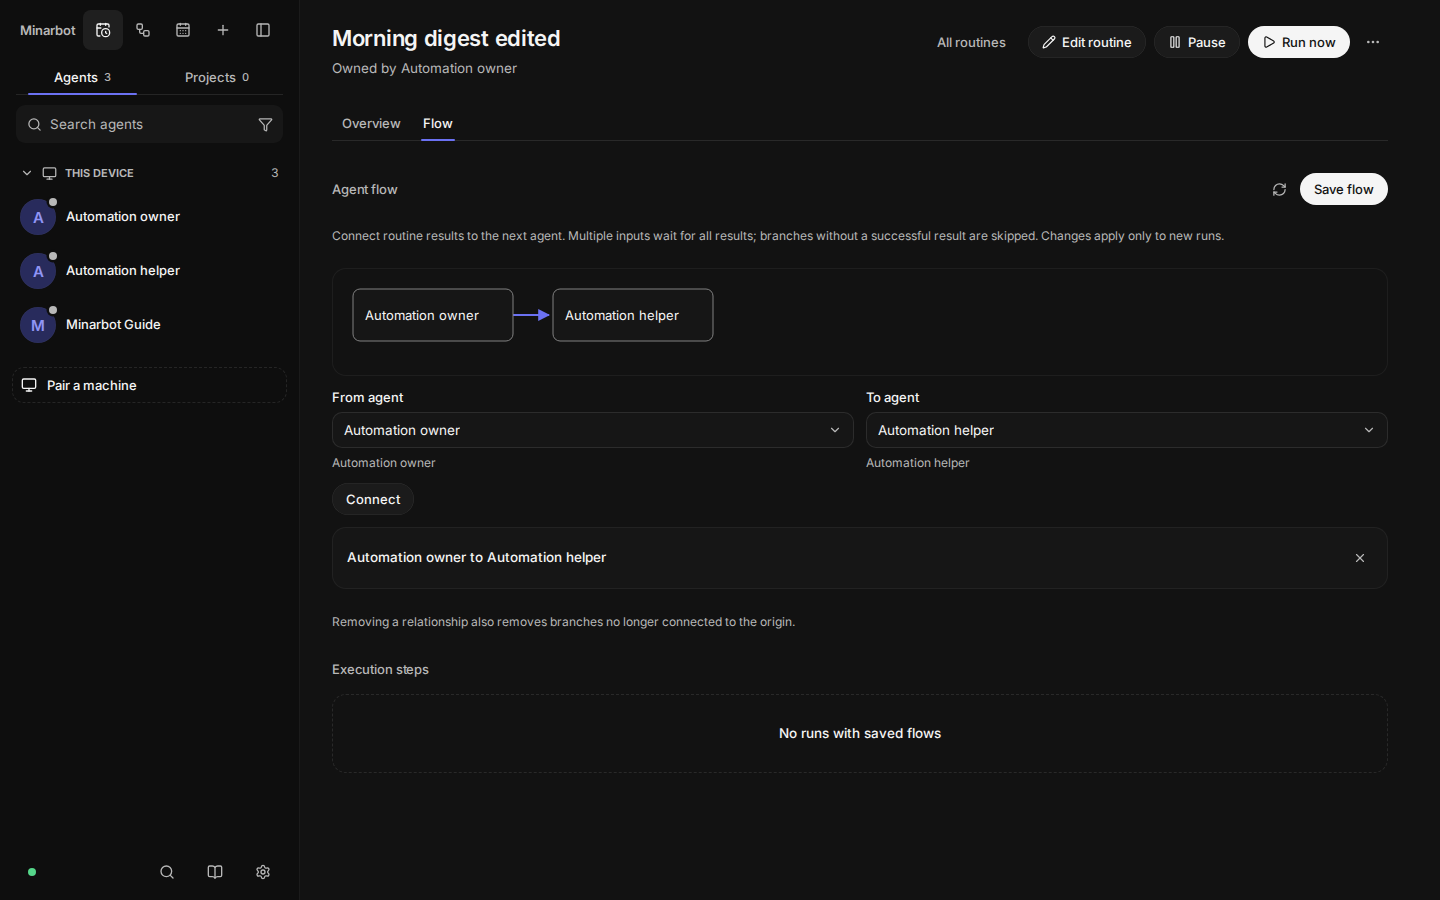 Minarbot
Agents 3
Projects 0
Search agents
THIS DEVICE 3
A Automation owner
A Automation helper
M Minarbot Guide
Pair a machine
Morning digest edited
Owned by Automation owner
All routines
Edit routine
Pause
Run now
Overview
Flow
Agent flow
Save flow
Connect routine results to the next agent. Multiple inputs wait for all results; branches without a successful result are skipped. Changes apply only to new runs.
Automation owner
Automation helper
From agent
Automation owner
Automation owner
To agent
Automation helper
Automation helper
Connect
Automation owner to Automation helper
Removing a relationship also removes branches no longer connected to the origin.
Execution steps
No runs with saved flows